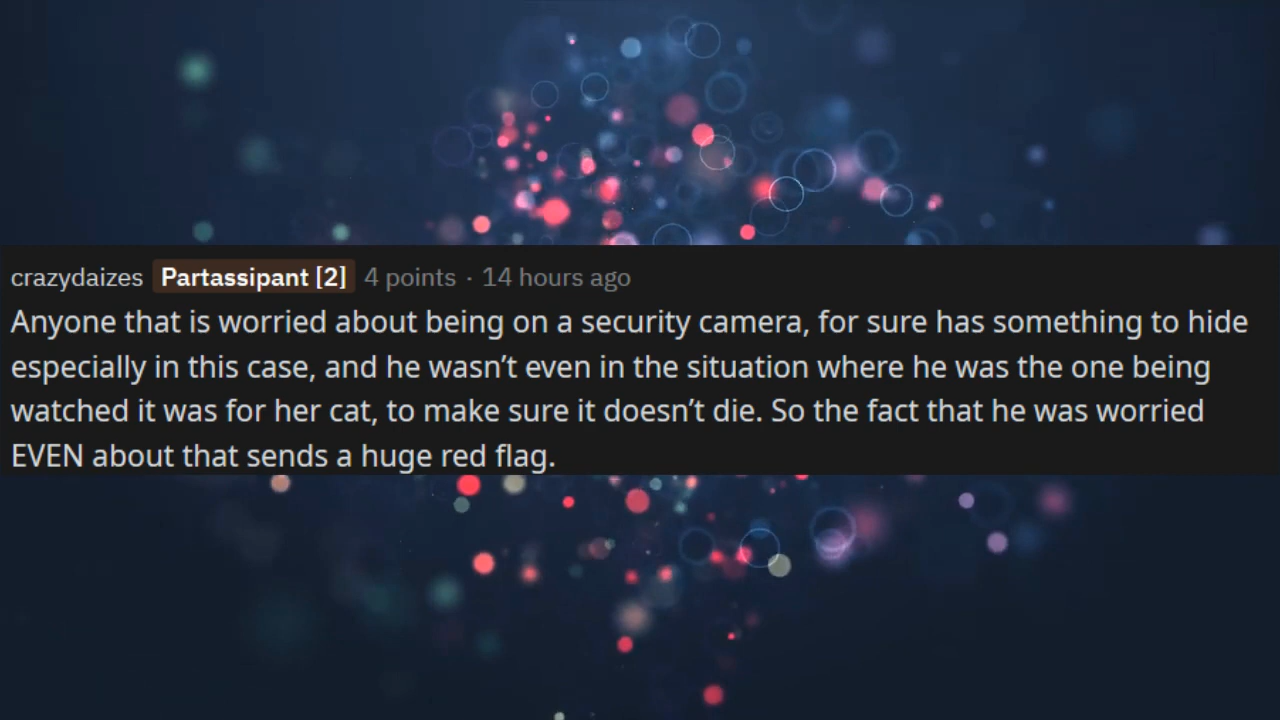 crazydaizes Partassipant [2] 4 points · 14 hours ago
Anyone that is worried about being on a security camera, for sure has something to hide
especially in this case, and he wasn’t even in the situation where he was the one being
watched it was for her cat, to make sure it doesn’t die. So the fact that he was worried
EVEN about that sends a huge red flag.